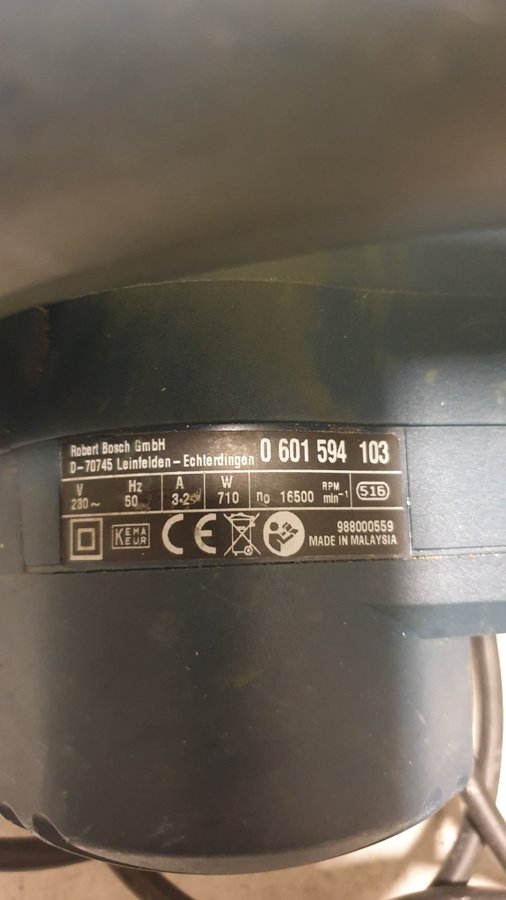 Robert Bosch GmbH
D-70745 Leinfelden-Echterdingen 0 601 594 103
V Hz A W
230~ 50 3.2 710 n0 16500 RPM min-1 516
KEMA
KEUR CE 988000559
MADE IN MALAYSIA